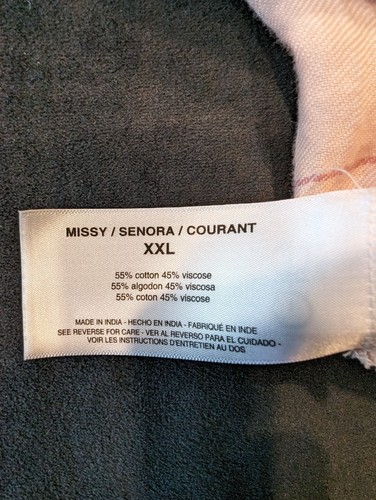 MISSY / SENORA / COURANT
XXL
55% cotton 45% viscose
55% algodon 45% viscosa
55% coton 45% viscose
MADE IN INDIA - HECHO EN INDIA - FABRIQUÉ EN INDE
SEE REVERSE FOR CARE - VER AL REVERSO PARA EL CUIDADO -
VOIR LES INSTRUCTIONS D'ENTRETIEN AU DOS